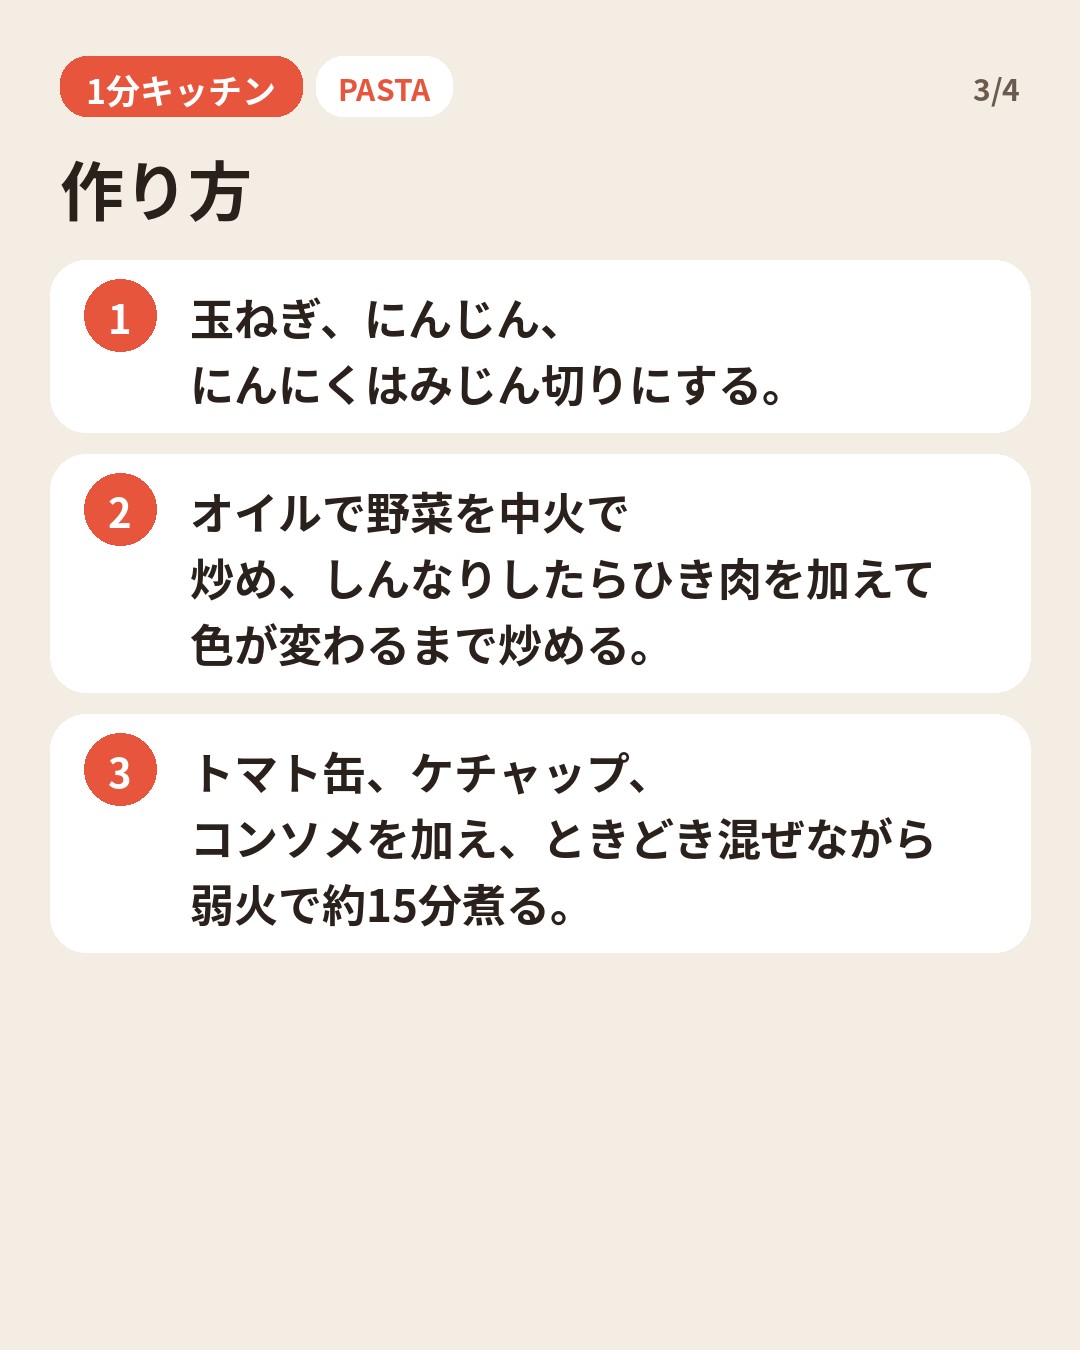 1分キッチン PASTA 3/4
作り方
1 玉ねぎ、にんじん、
にんにくはみじん切りにする。
2 オイルで野菜を中火で
炒め、しんなりしたらひき肉を加えて
色が変わるまで炒める。
3 トマト缶、ケチャップ、
コンソメを加え、ときどき混ぜながら
弱火で約15分煮る。